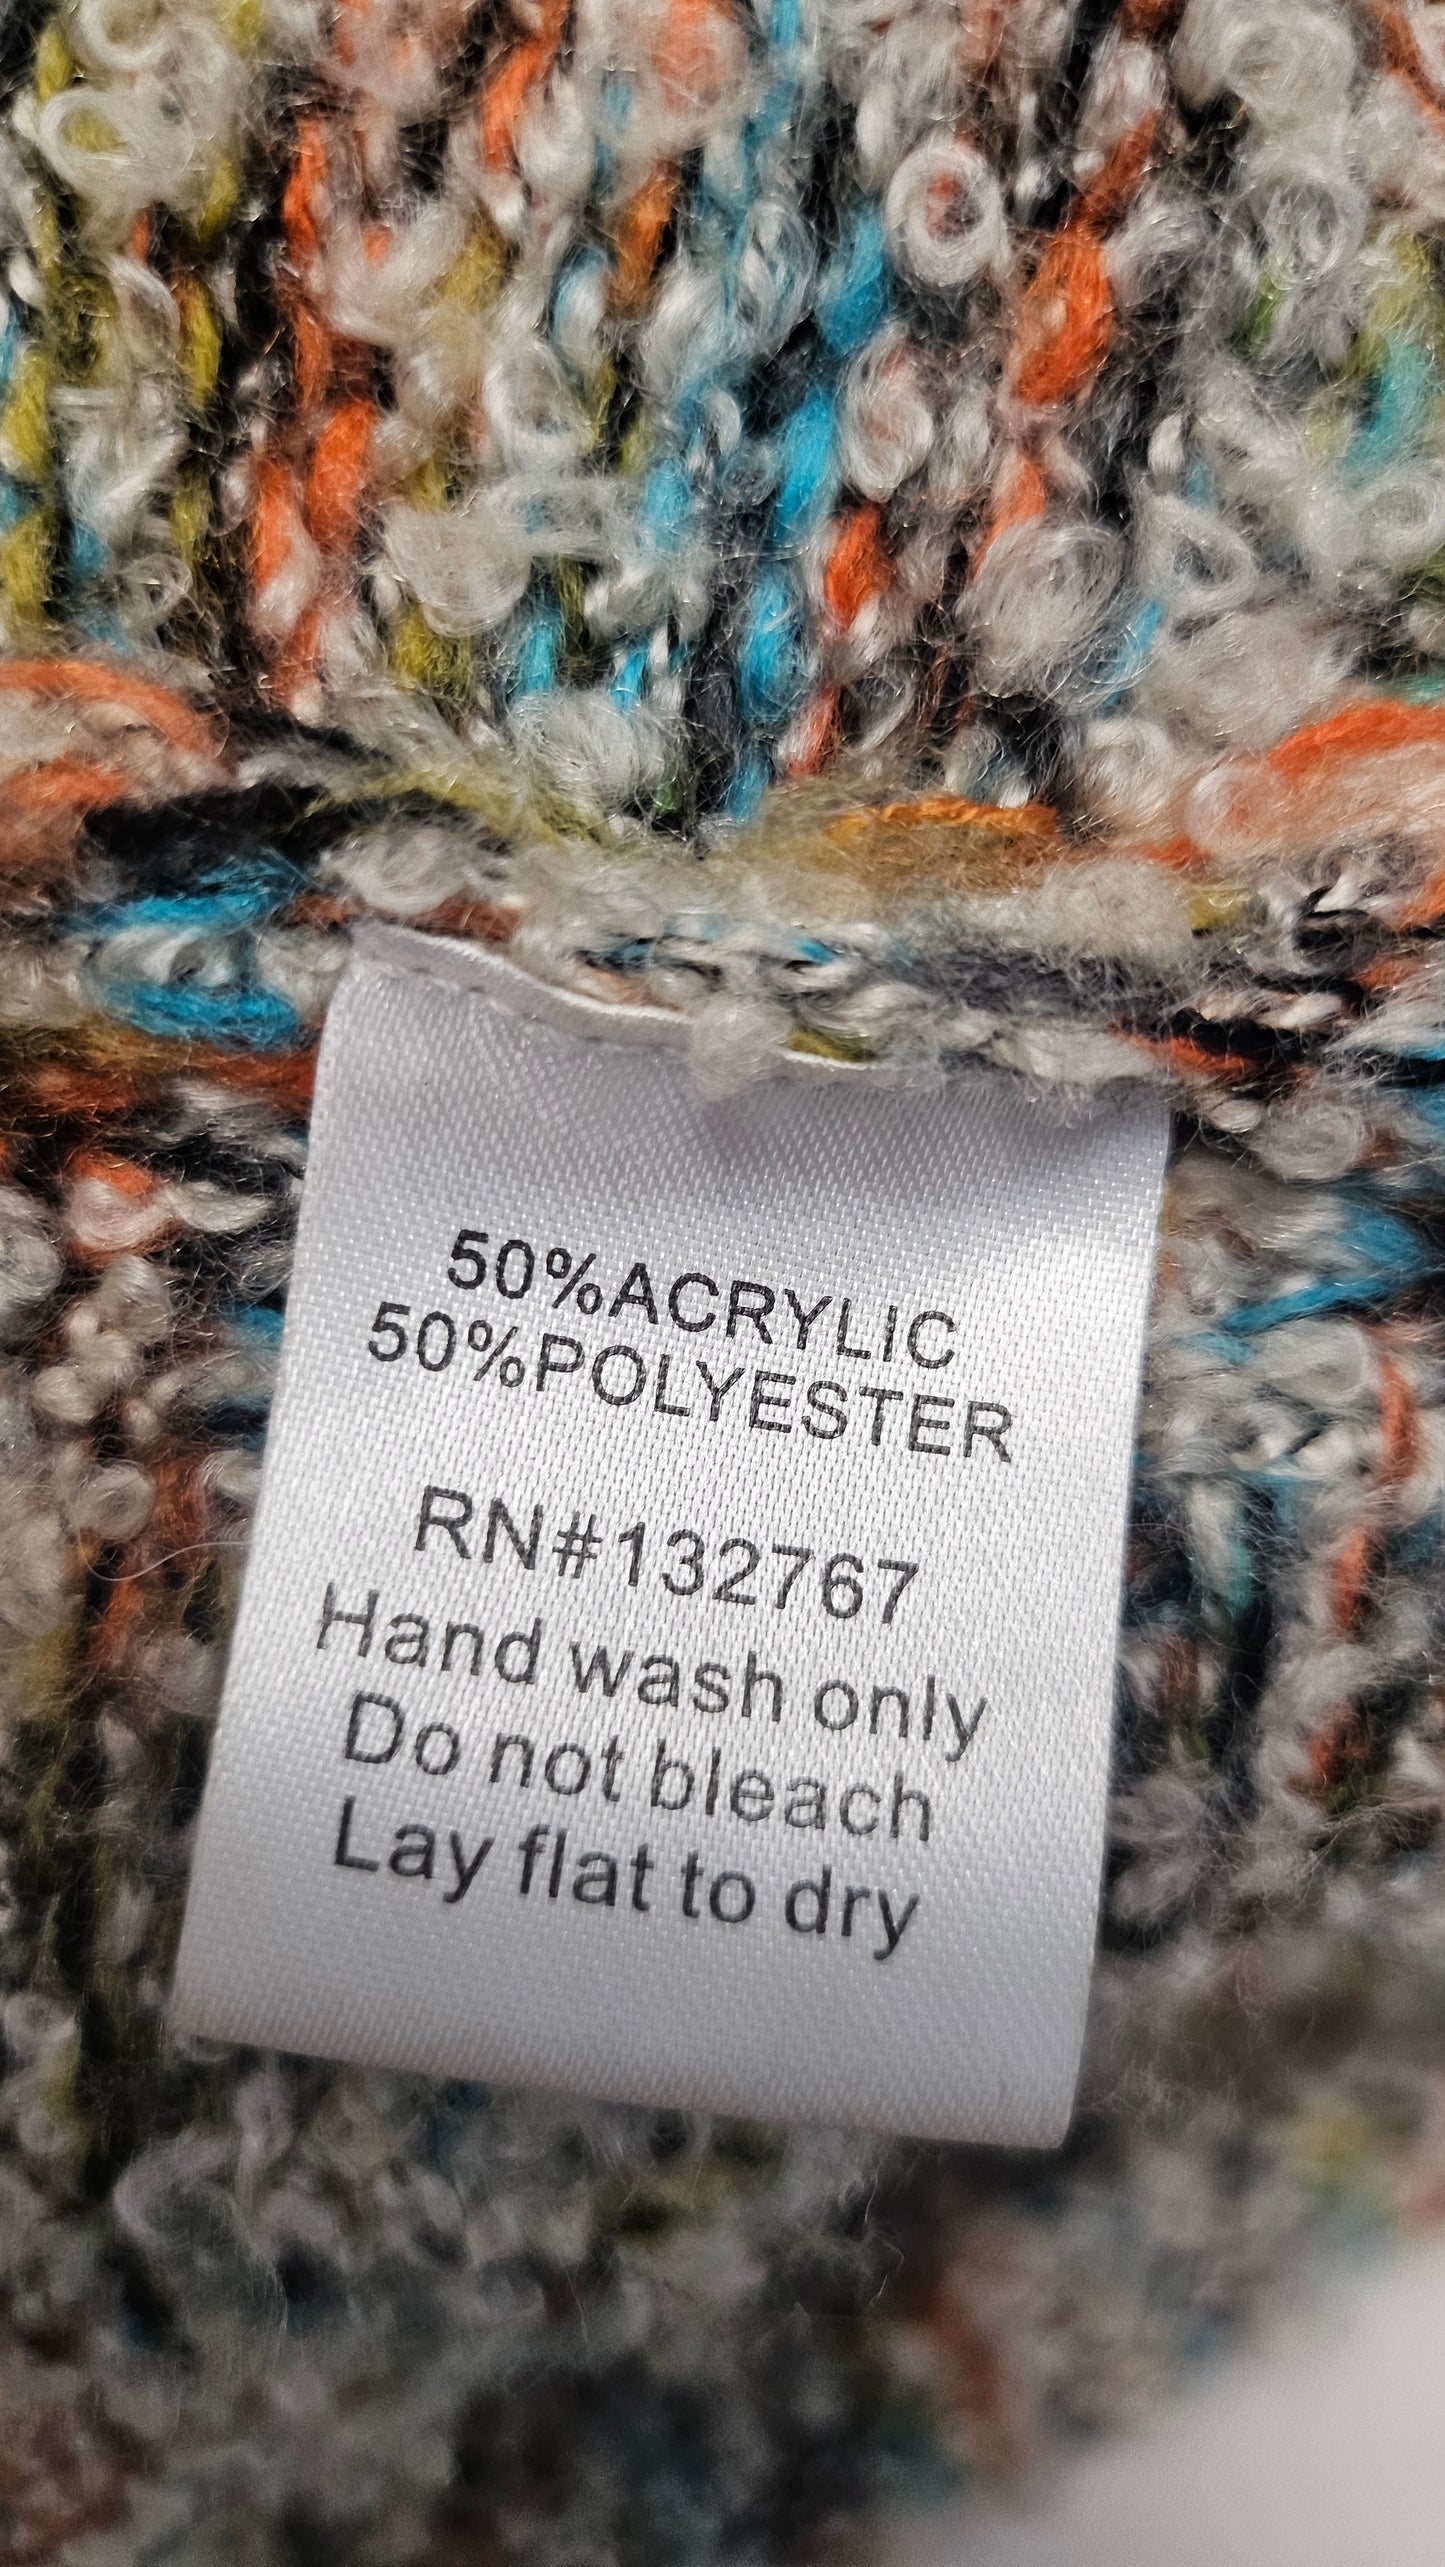 50%ACRYLIC
50%POLYESTER
RN#132767
Hand wash only
Do not bleach
Lay flat to dry